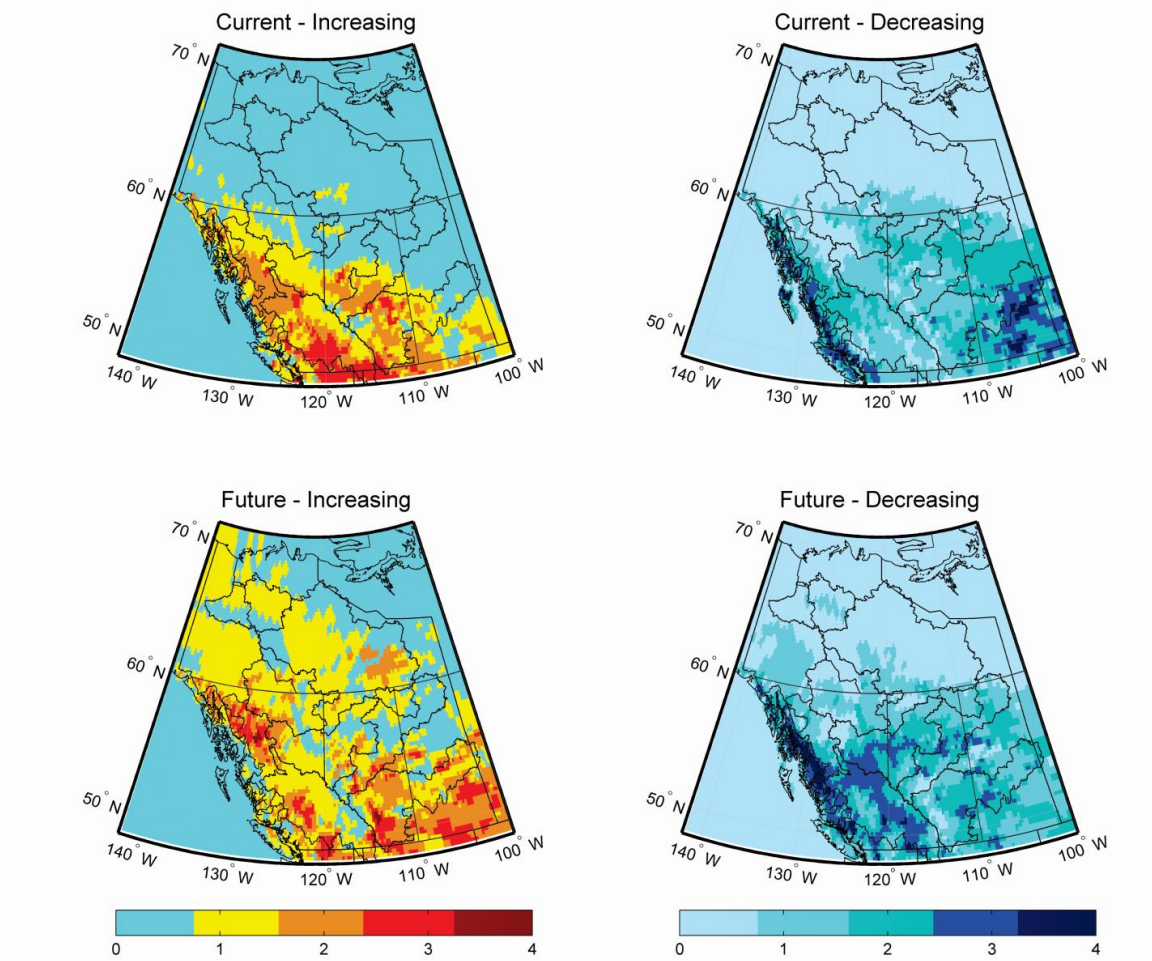 Current - Increasing
70° N
60° N
50° N
140° W
130° W
120° W
110° W
100° W
Current - Decreasing
70° N
60° N
50° N
140° W
130° W
120° W
110° W
100° W
Future - Increasing
70° N
60° N
50° N
140° W
130° W
120° W
110° W
100° W
Future - Decreasing
70° N
60° N
50° N
140° W
130° W
120° W
110° W
100° W
0 1 2 3 4
0 1 2 3 4